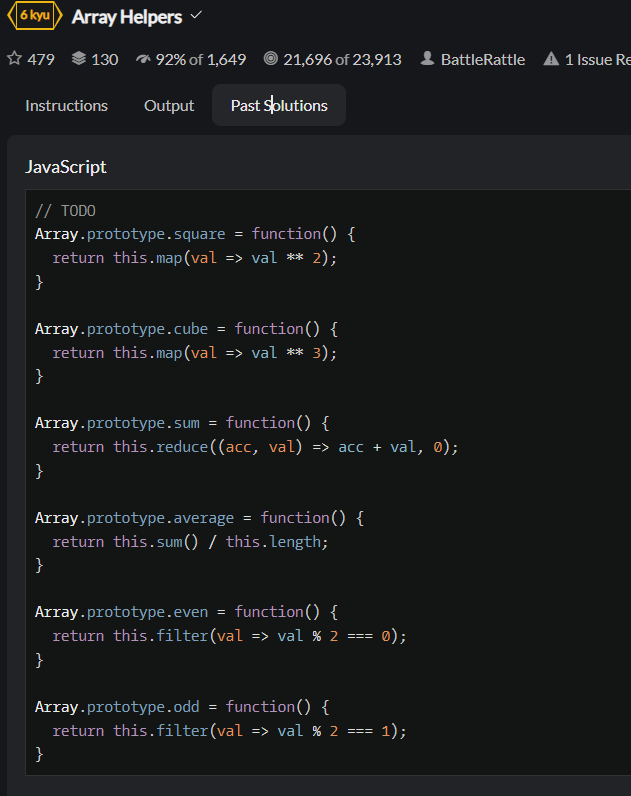 6 kyu Array Helpers
479 130 92% of 1,649 21,696 of 23,913 BattleRattle 1 Issue Re
Instructions Output Past Solutions
JavaScript
// TODO
Array.prototype.square = function() {
  return this.map(val => val ** 2);
}

Array.prototype.cube = function() {
  return this.map(val => val ** 3);
}

Array.prototype.sum = function() {
  return this.reduce((acc, val) => acc + val, 0);
}

Array.prototype.average = function() {
  return this.sum() / this.length;
}

Array.prototype.even = function() {
  return this.filter(val => val % 2 === 0);
}

Array.prototype.odd = function() {
  return this.filter(val => val % 2 === 1);
}